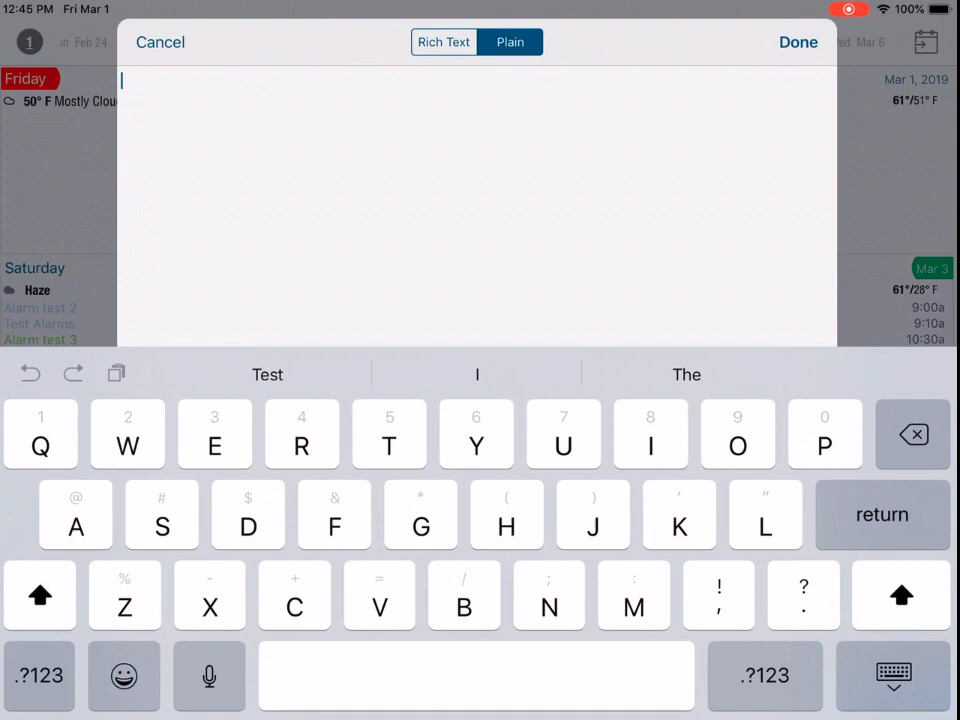 12:45 PM Fri Mar 1 100%
1 un Feb 24 Cancel Rich Text Plain Done Wed Mar 6
Friday Mar 1, 2019
50° F Mostly Clou 61°/51° F
Saturday Mar 3
Haze 61°/28° F
Alarm test 2 9:00a
Test Alarms 9:10a
Alarm test 3 10:30a
Test I The
1 2 3 4 5 6 7 8 9 0
Q W E R T Y U I O P
@ # $ & * ( ) ' "
A S D F G H J K L return
% - + = / ; : ! ?
Z X C V B N M , .
.?123 .?123